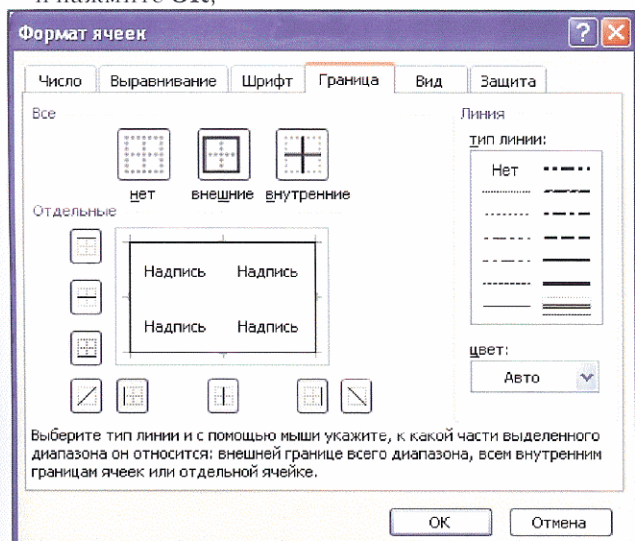 и нажмите ОК;
Формат ячеек
Число Выравнивание Шрифт Граница Вид Защита
Все
нет внешние внутренние
Отдельные
Надпись Надпись
Надпись Надпись
Линия
тип линии:
Нет
цвет:
Авто
Выберите тип линии и с помощью мыши укажите, к какой части выделенного
диапазона он относится: внешней границе всего диапазона, всем внутренним
границам ячеек или отдельной ячейке.
ОК Отмена